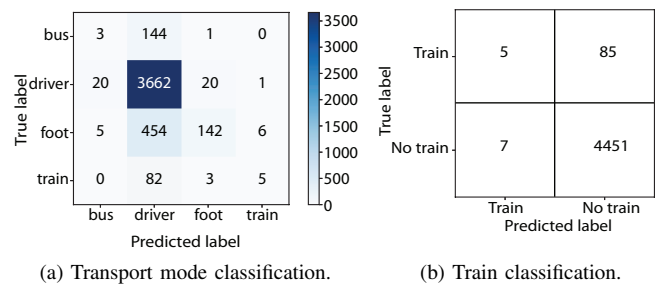 bus 3 144 1 0
driver 20 3662 20 1
foot 5 454 142 6
train 0 82 3 5
bus driver foot train
Predicted label
True label
3500
3000
2500
2000
1500
1000
500
0
(a) Transport mode classification.
Train 5 85
No train 7 4451
Train No train
Predicted label
True label
(b) Train classification.